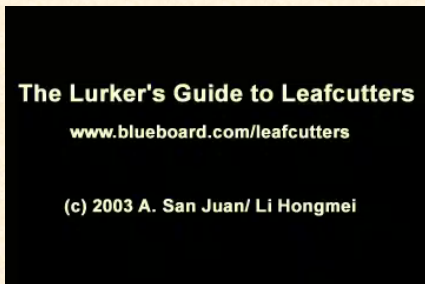 The Lurker's Guide to Leafcutters
www.blueboard.com/leafcutters
(c) 2003 A. San Juan/ Li Hongmei